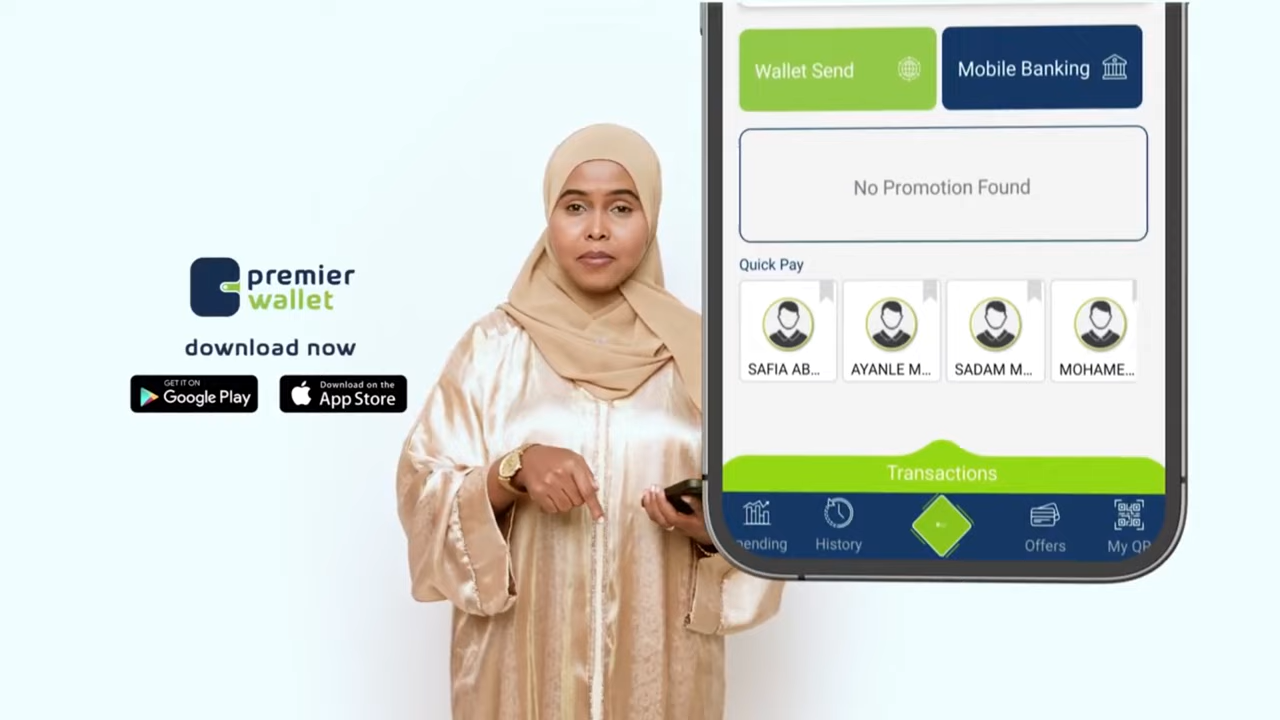 premier
wallet
download now
GET IT ON
Google Play
Download on the
App Store
Wallet Send
Mobile Banking
No Promotion Found
Quick Pay
SAFIA AB...
AYANLE M...
SADAM M...
MOHAME...
Transactions
pending
History
Offers
My QR